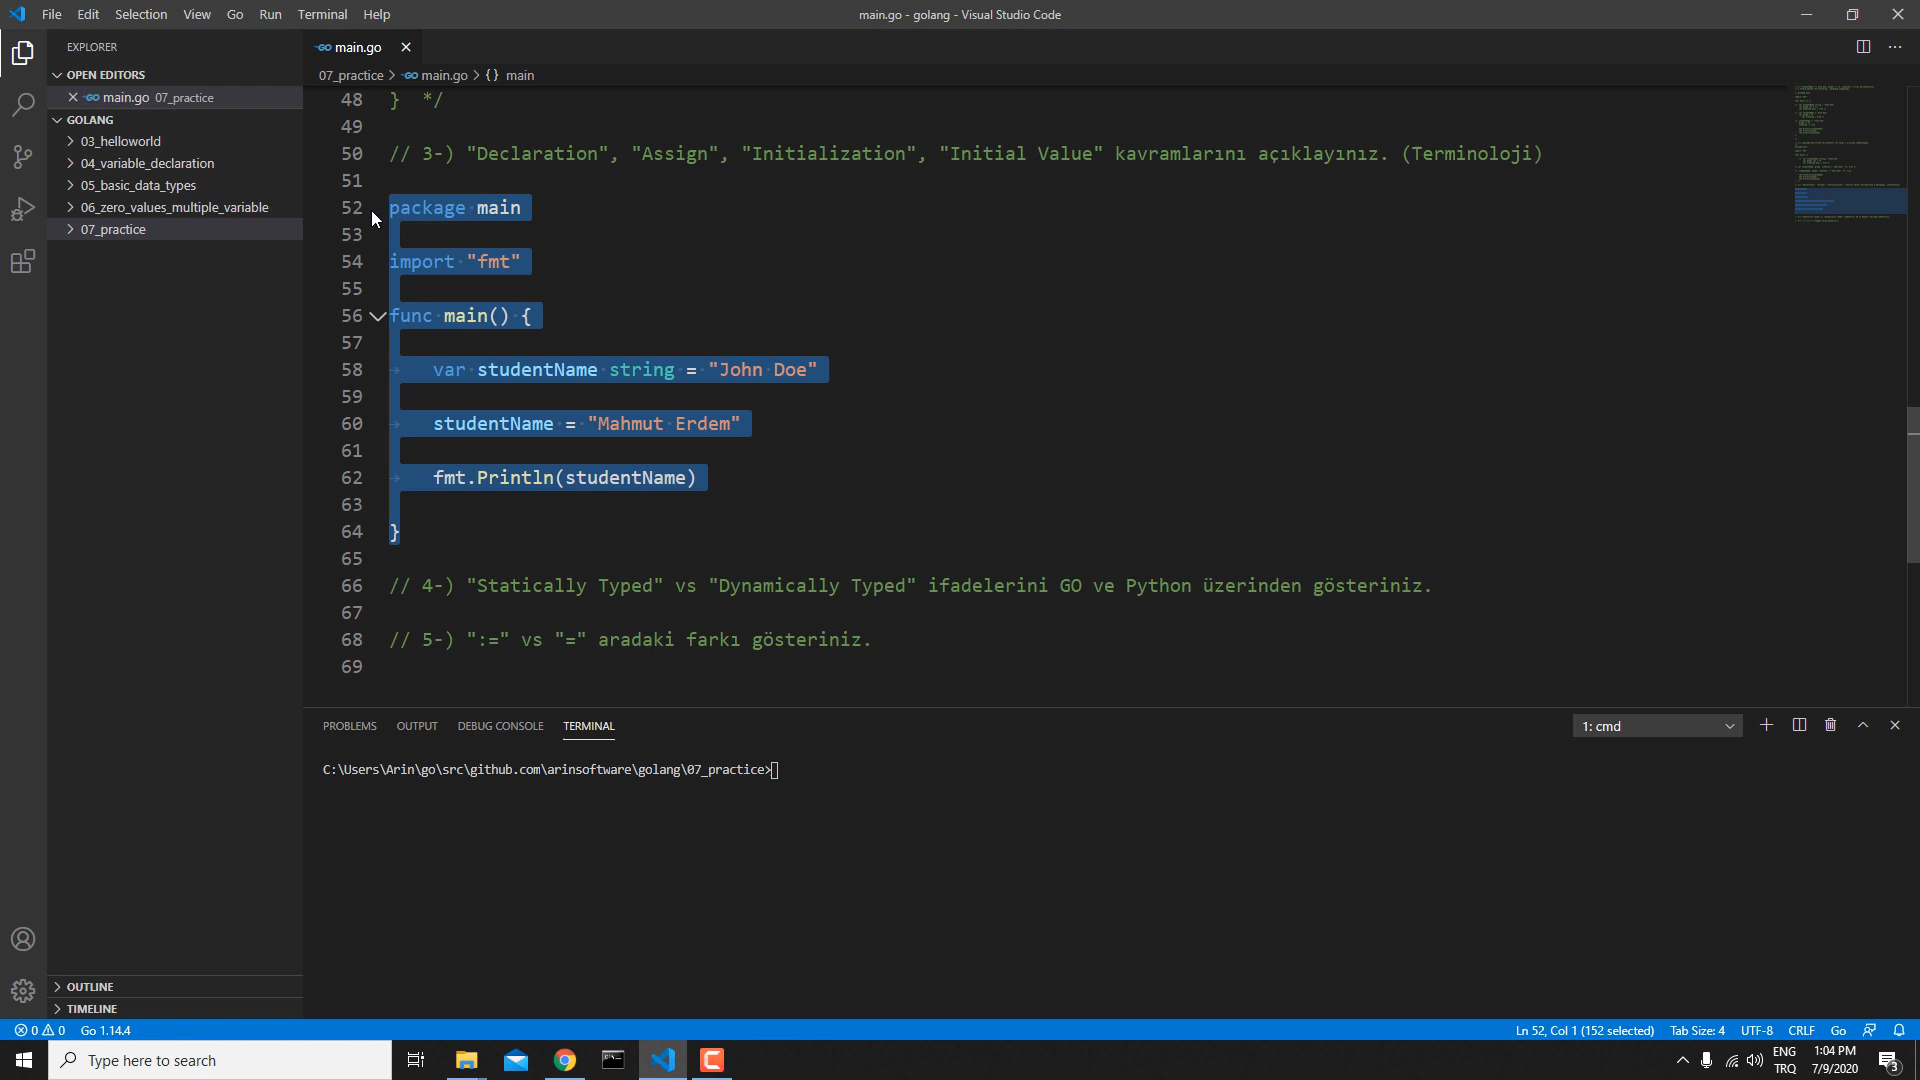 File Edit Selection View Go Run Terminal Help
main.go - golang - Visual Studio Code
EXPLORER
OPEN EDITORS
main.go 07_practice
GOLANG
03_helloworld
04_variable_declaration
05_basic_data_types
06_zero_values_multiple_variable
07_practice
OUTLINE
TIMELINE
main.go
07_practice > main.go > {} main
48 } */
49
50 // 3-) "Declaration", "Assign", "Initialization", "Initial Value" kavramlarını açıklayınız. (Terminoloji)
51
52 package main
53
54 import "fmt"
55
56 func main() {
57
58 var studentName string = "John Doe"
59
60 studentName = "Mahmut Erdem"
61
62 fmt.Println(studentName)
63
64 }
65
66 // 4-) "Statically Typed" vs "Dynamically Typed" ifadelerini GO ve Python üzerinden gösteriniz.
67
68 // 5-) ":=" vs "=" aradaki farkı gösteriniz.
69
PROBLEMS OUTPUT DEBUG CONSOLE TERMINAL
1: cmd
C:\Users\Arin\go\src\github.com\arinsoftware\golang\07_practice>
0 0 Go 1.14.4
Ln 52, Col 1 (152 selected) Tab Size: 4 UTF-8 CRLF Go
Type here to search
ENG
TRQ
1:04 PM
7/9/2020
3